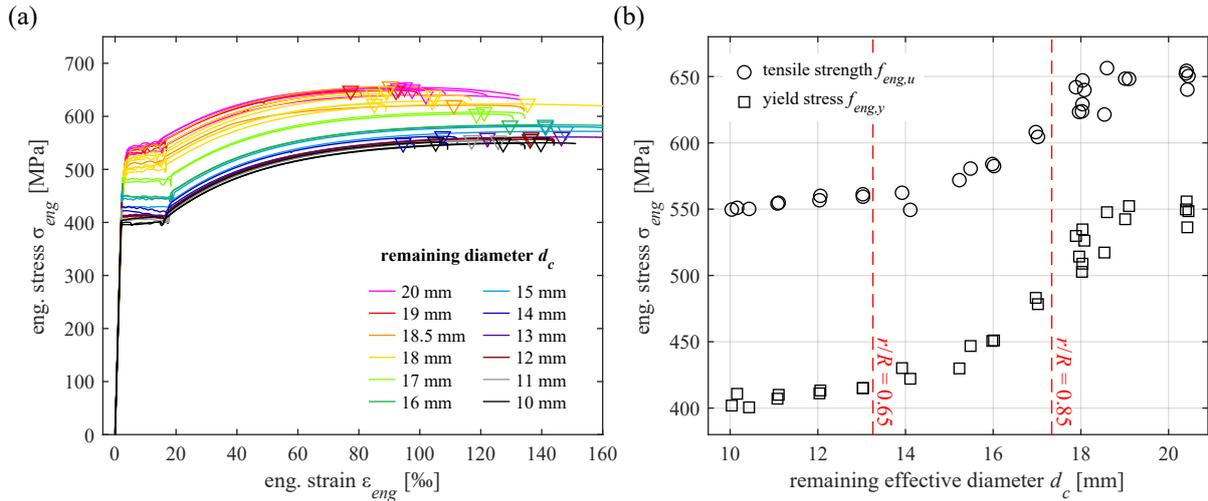 (a)
eng. stress σ_eng [MPa]
700
600
500
400
300
200
100
0
0 20 40 60 80 100 120 140 160
eng. strain ε_eng [‰]
remaining diameter d_c
20 mm 15 mm
19 mm 14 mm
18.5 mm 13 mm
18 mm 12 mm
17 mm 11 mm
16 mm 10 mm
(b)
eng. stress σ_eng [MPa]
650
600
550
500
450
400
tensile strength f_eng,u
yield stress f_eng,y
r/R = 0.65
r/R = 0.85
10 12 14 16 18 20
remaining effective diameter d_c [mm]